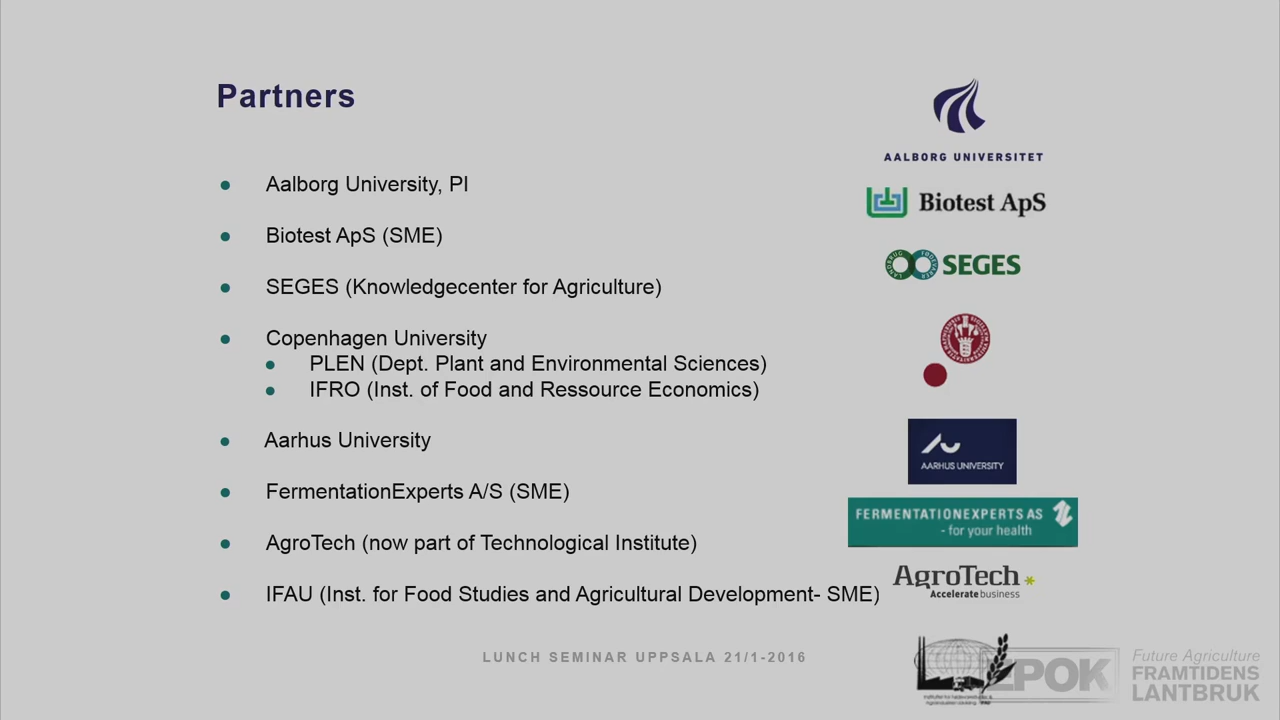 Partners
AALBORG UNIVERSITET
Aalborg University, PI
Biotest ApS
Biotest ApS (SME)
SEGES
SEGES (Knowledgecenter for Agriculture)
Copenhagen University
PLEN (Dept. Plant and Environmental Sciences)
IFRO (Inst. of Food and Ressource Economics)
Aarhus University
AARHUS UNIVERSITY
FermentationExperts A/S (SME)
FERMENTATIONEXPERTS AS
- for your health
AgroTech (now part of Technological Institute)
AgroTech
Accelerate business
IFAU (Inst. for Food Studies and Agricultural Development- SME)
LUNCH SEMINAR UPPSALA 21/1-2016
EPOK
Future Agriculture
FRAMTIDENS
LANTBRUK